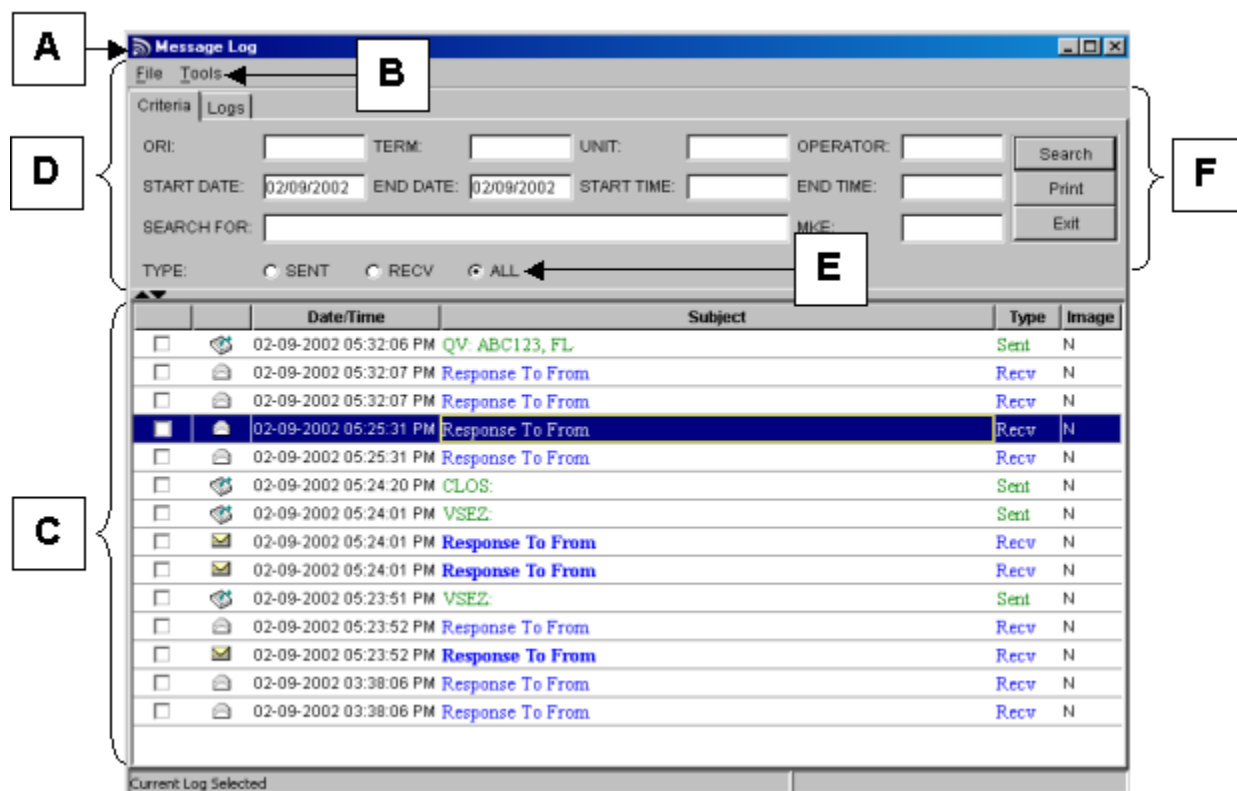 A
Message Log
File Tools
B
Criteria Logs
D
ORI: TERM: UNIT: OPERATOR: Search
F
START DATE: 02/09/2002 END DATE: 02/09/2002 START TIME: END TIME: Print
SEARCH FOR: MKE: Exit
TYPE: SENT RECV ALL
E
Date/Time Subject Type Image
02-09-2002 05:32:06 PM QV: ABC123, FL Sent N
02-09-2002 05:32:07 PM Response To From Recv N
02-09-2002 05:32:07 PM Response To From Recv N
02-09-2002 05:25:31 PM Response To From Recv N
02-09-2002 05:25:31 PM Response To From Recv N
02-09-2002 05:24:20 PM CLOS: Sent N
C
02-09-2002 05:24:01 PM VSEZ: Sent N
02-09-2002 05:24:01 PM Response To From Recv N
02-09-2002 05:24:01 PM Response To From Recv N
02-09-2002 05:23:51 PM VSEZ: Sent N
02-09-2002 05:23:52 PM Response To From Recv N
02-09-2002 05:23:52 PM Response To From Recv N
02-09-2002 03:38:06 PM Response To From Recv N
02-09-2002 03:38:06 PM Response To From Recv N
Current Log Selected